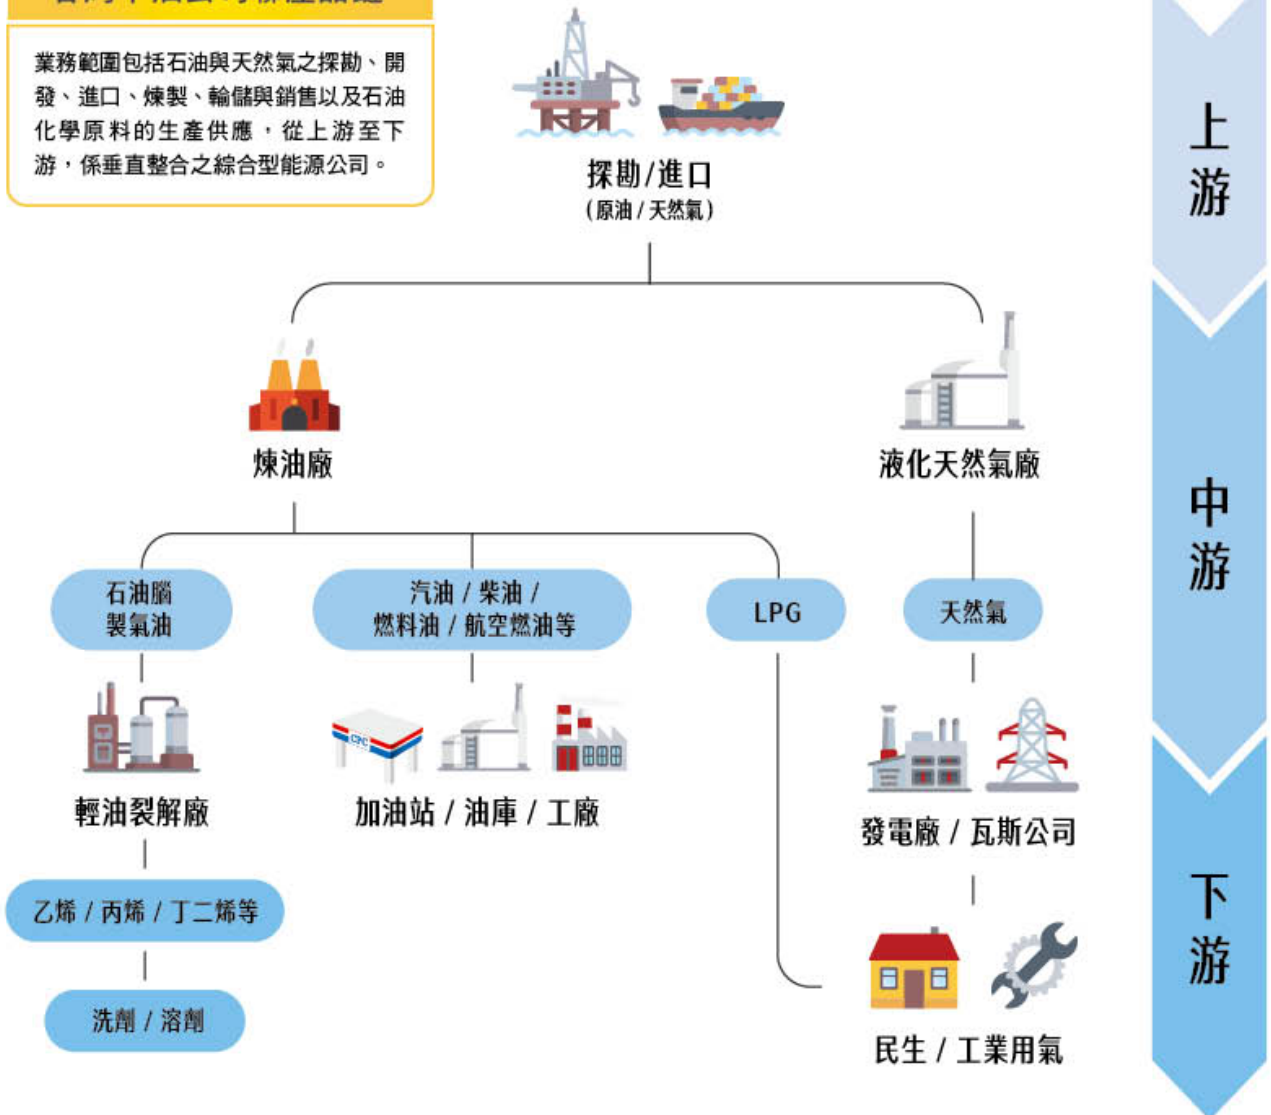 業務範圍包括石油與天然氣之探勘、開
發、進口、煉製、輸儲與銷售以及石油
化學原料的生產供應，從上游至下
游，係垂直整合之綜合型能源公司。
探勘/進口
(原油 / 天然氣)
上游
煉油廠
液化天然氣廠
中游
石油腦
製氣油
汽油 / 柴油 /
燃料油 / 航空燃油等
LPG
天然氣
CPC
輕油裂解廠
加油站 / 油庫 / 工廠
發電廠 / 瓦斯公司
乙烯 / 丙烯 / 丁二烯等
下游
洗劑 / 溶劑
民生 / 工業用氣